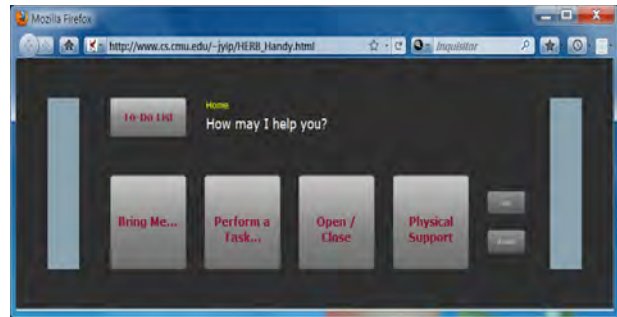 Mozilla Firefox
http://www.cs.cmu.edu/~jyip/HERB_Handy.html
Inquisitor
To-Do List
Home
How may I help you?
Bring Me...
Perform a
Task...
Open /
Close
Physical
Support